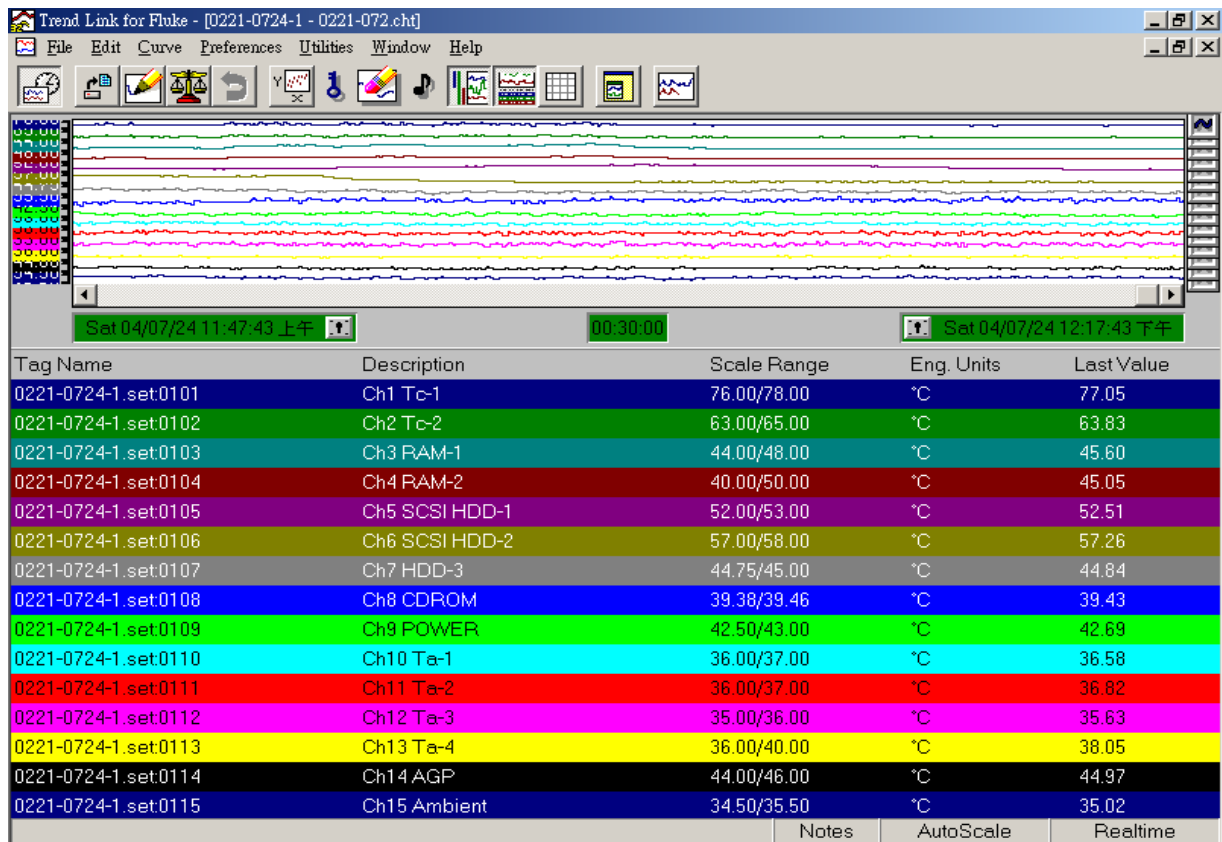 Trend Link for Fluke - [0221-0724-1 - 0221-072.cht]
File Edit Curve Preferences Utilities Window Help
Sat 04/07/24 11:47:43 上午 00:30:00 Sat 04/07/24 12:17:43 下午
Tag Name Description Scale Range Eng. Units Last Value
0221-0724-1.set:0101 Ch1 Tc-1 76.00/78.00 °C 77.05
0221-0724-1.set:0102 Ch2 Tc-2 63.00/65.00 °C 63.83
0221-0724-1.set:0103 Ch3 RAM-1 44.00/48.00 °C 45.60
0221-0724-1.set:0104 Ch4 RAM-2 40.00/50.00 °C 45.05
0221-0724-1.set:0105 Ch5 SCSI HDD-1 52.00/53.00 °C 52.51
0221-0724-1.set:0106 Ch6 SCSI HDD-2 57.00/58.00 °C 57.26
0221-0724-1.set:0107 Ch7 HDD-3 44.75/45.00 °C 44.84
0221-0724-1.set:0108 Ch8 CDROM 39.38/39.46 °C 39.43
0221-0724-1.set:0109 Ch9 POWER 42.50/43.00 °C 42.69
0221-0724-1.set:0110 Ch10 Ta-1 36.00/37.00 °C 36.58
0221-0724-1.set:0111 Ch11 Ta-2 36.00/37.00 °C 36.82
0221-0724-1.set:0112 Ch12 Ta-3 35.00/36.00 °C 35.63
0221-0724-1.set:0113 Ch13 Ta-4 36.00/40.00 °C 38.05
0221-0724-1.set:0114 Ch14 AGP 44.00/46.00 °C 44.97
0221-0724-1.set:0115 Ch15 Ambient 34.50/35.50 °C 35.02
Notes AutoScale Realtime